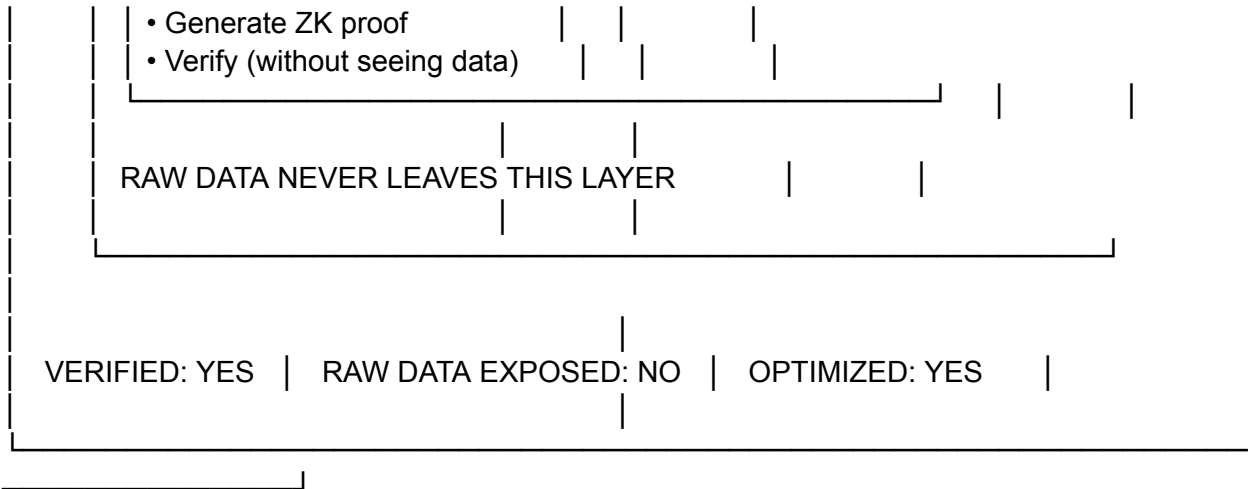 • Generate ZK proof
• Verify (without seeing data)
RAW DATA NEVER LEAVES THIS LAYER
VERIFIED: YES │ RAW DATA EXPOSED: NO │ OPTIMIZED: YES